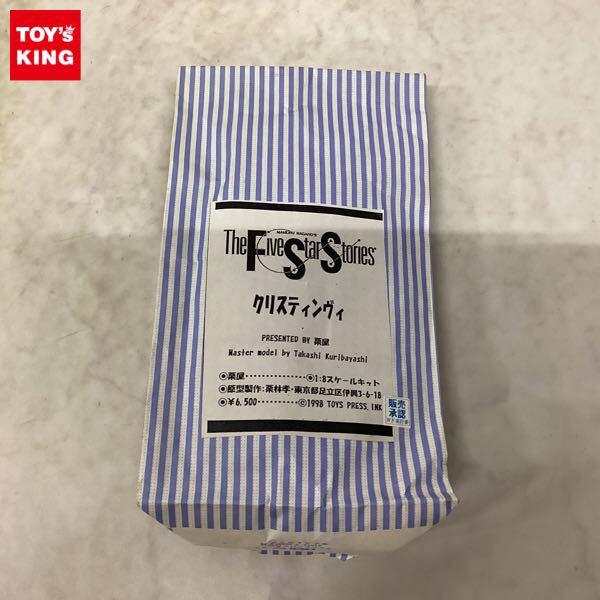 TOY'S
KING
MAMORU NAGANO'S
The Five Star Stories
クリスティンヴィ
PRESENTED BY 栗屋
Master model by Takashi Kuribayashi
●栗屋………………●1:8スケールキット
●原型製作:栗林孝・東京都足立区伊興3-6-18
●¥6,500…………©1998 TOYS PRESS, INK
販売
承認